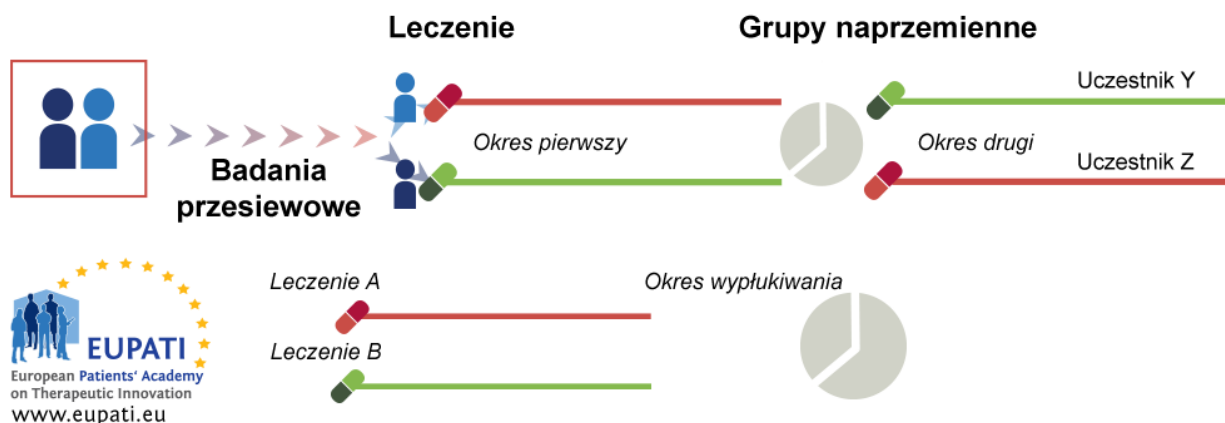 Leczenie
Grupy naprzemienne
Uczestnik Y
Okres pierwszy
Okres drugi
Badania
przesiewowe
Uczestnik Z
Leczenie A
Okres wypłukiwania
Leczenie B
EUPATI
European Patients' Academy
on Therapeutic Innovation
www.eupati.eu